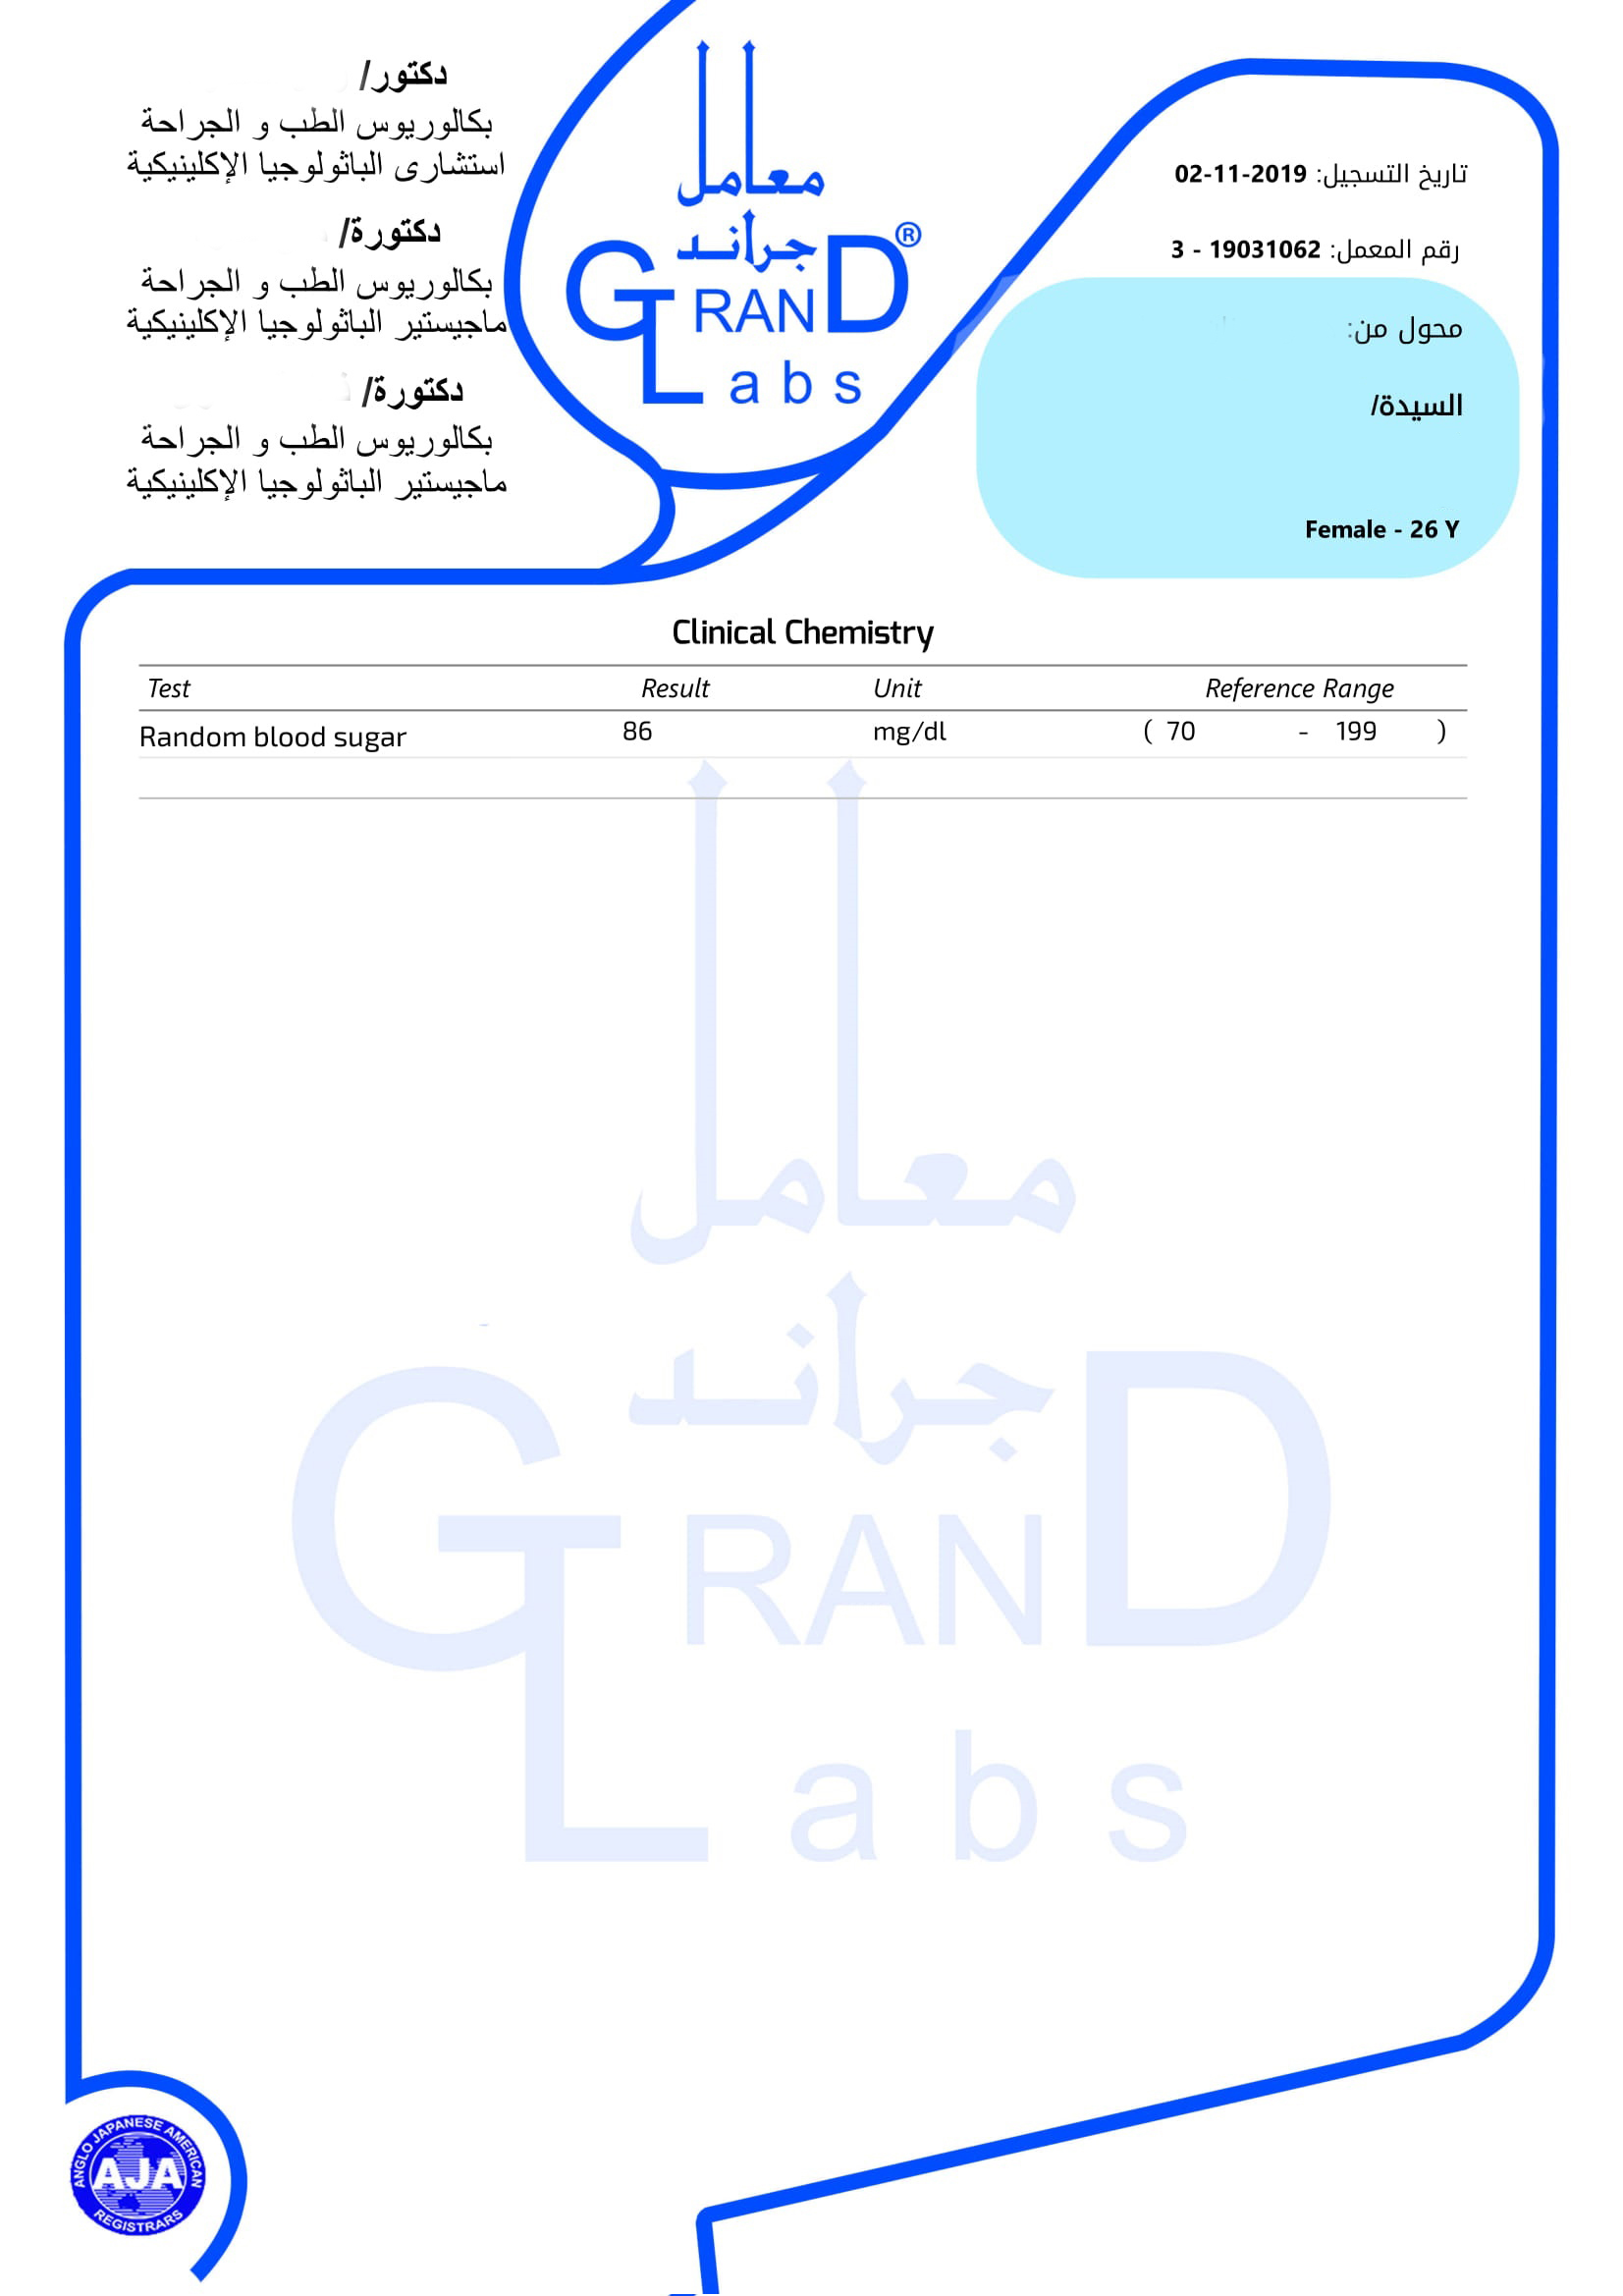 دكتور/
بكالوريوس الطب و الجراحة
استشارى الباثولوجيا الإكلينيكية
دكتورة/
بكالوريوس الطب و الجراحة
ماجيستير الباثولوجيا الإكلينيكية
دكتورة/
بكالوريوس الطب و الجراحة
ماجيستير الباثولوجيا الإكلينيكية
معامل
جراند
GRAND®
Labs
تاريخ التسجيل: 02-11-2019
رقم المعمل: 19031062 - 3
محول من:
السيدة/
Female - 26 Y
Clinical Chemistry
Test Result Unit Reference Range
Random blood sugar 86 mg/dl ( 70 - 199 )
معامل
جراند
GRAND
Labs
ANGLO JAPANESE AMERICAN
AJA
REGISTRARS